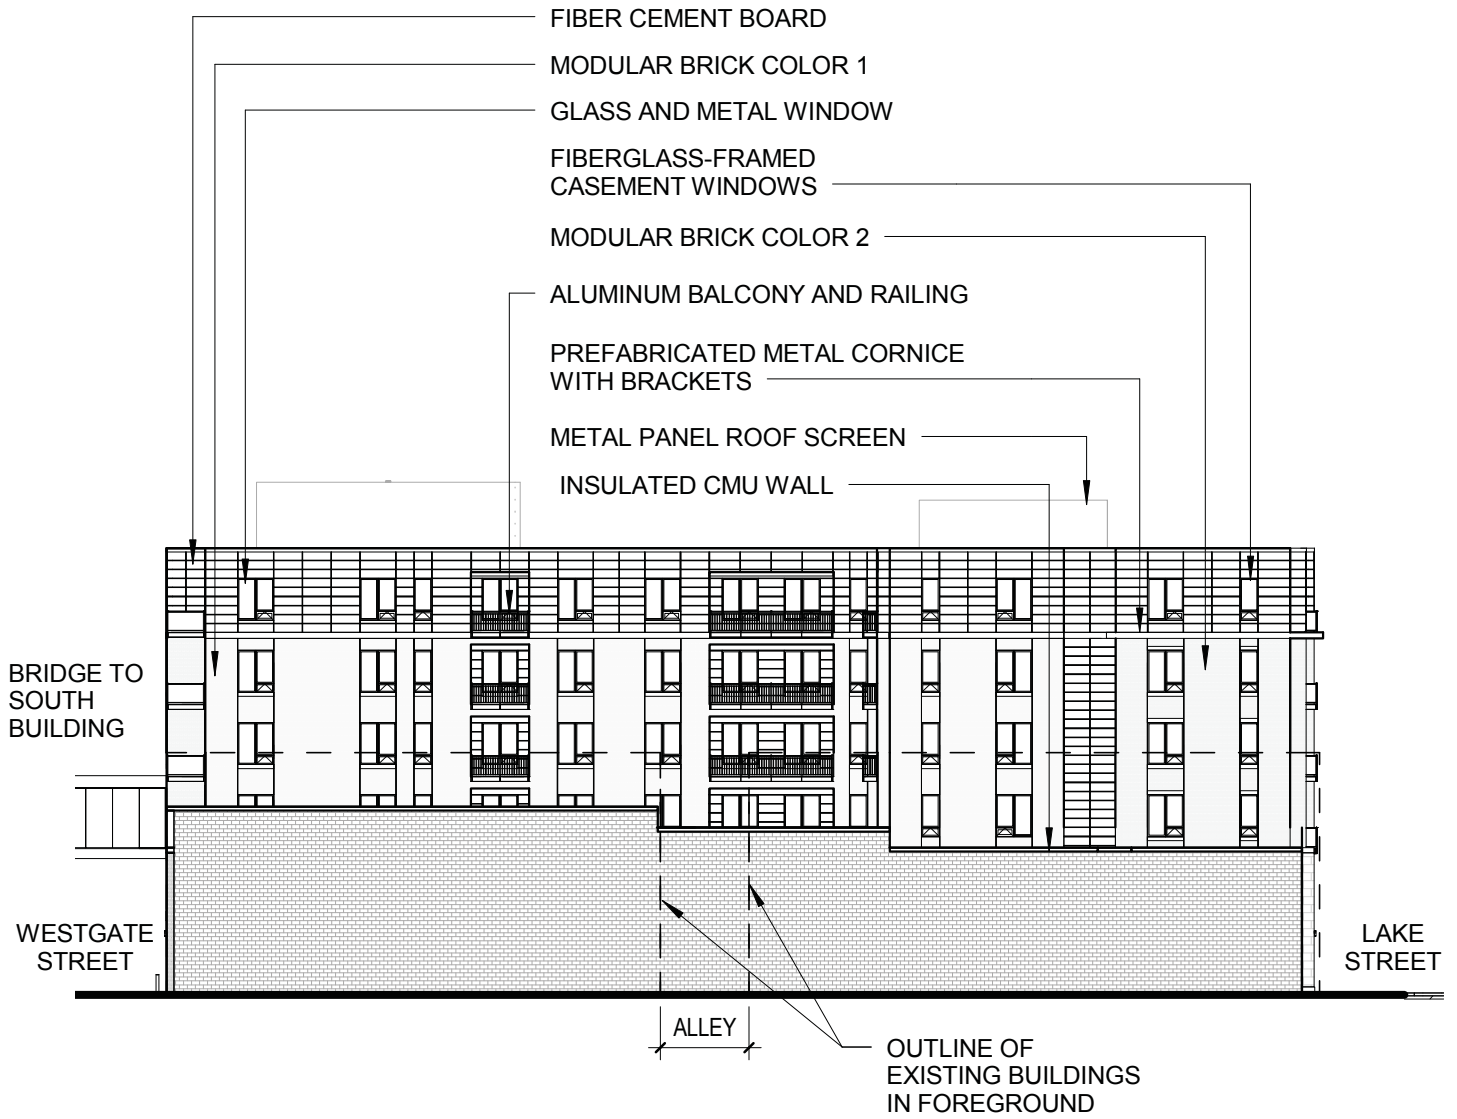 FIBER CEMENT BOARD
MODULAR BRICK COLOR 1
GLASS AND METAL WINDOW
FIBERGLASS-FRAMED
CASEMENT WINDOWS
MODULAR BRICK COLOR 2
ALUMINUM BALCONY AND RAILING
PREFABRICATED METAL CORNICE
WITH BRACKETS
METAL PANEL ROOF SCREEN
INSULATED CMU WALL
BRIDGE TO
SOUTH
BUILDING
WESTGATE
STREET
LAKE
STREET
ALLEY
OUTLINE OF
EXISTING BUILDINGS
IN FOREGROUND